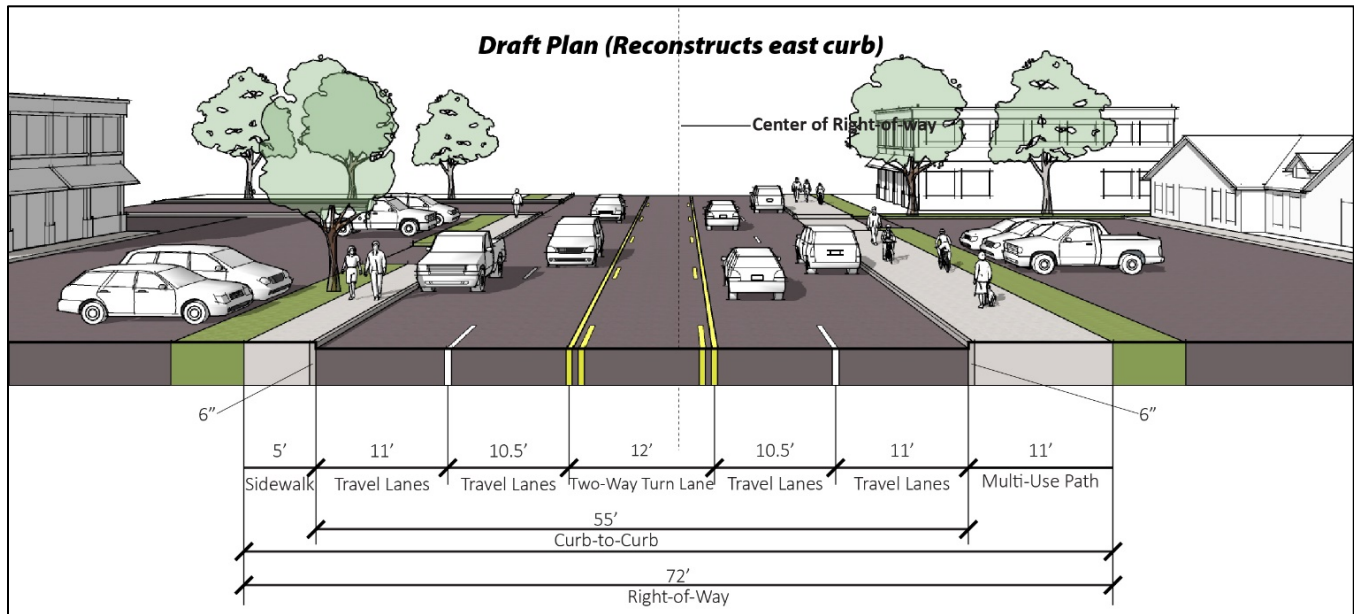 Draft Plan (Reconstructs east curb)
Center of Right-of-way
6”
6”
5’ 11’ 10.5’ 12’ 10.5’ 11’ 11’
Sidewalk Travel Lanes Travel Lanes Two-Way Turn Lane Travel Lanes Travel Lanes Multi-Use Path
55’
Curb-to-Curb
72’
Right-of-Way